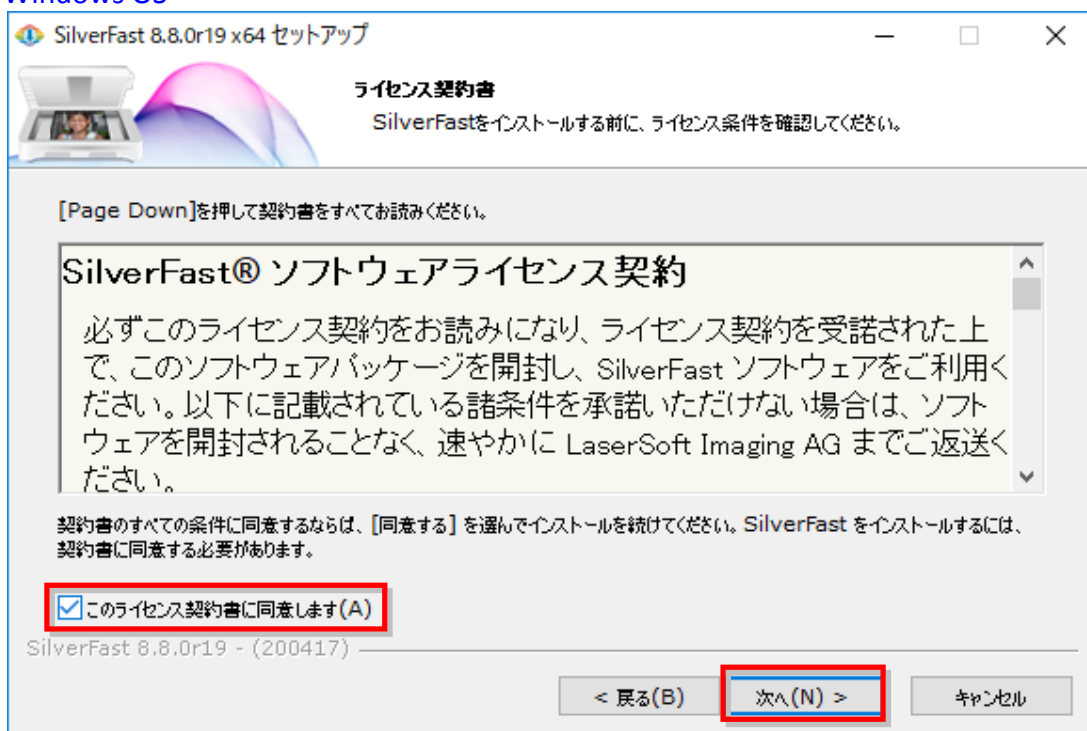 SilverFast 8.8.0r19 x64 セットアップ
ライセンス契約書
SilverFastをインストールする前に、ライセンス条件を確認してください。
[Page Down]を押して契約書をすべてお読みください。
SilverFast® ソフトウェアライセンス契約
必ずこのライセンス契約をお読みになり、ライセンス契約を受諾された上
で、このソフトウェアパッケージを開封し、SilverFast ソフトウェアをご利用く
ださい。以下に記載されている諸条件を承諾いただけない場合は、ソフト
ウェアを開封されることなく、速やかに LaserSoft Imaging AG までご返送く
ださい。
契約書のすべての条件に同意するならば、[同意する] を選んでインストールを続けてください。SilverFast をインストールするには、
契約書に同意する必要があります。
このライセンス契約書に同意します(A)
SilverFast 8.8.0r19 - (200417)
< 戻る(B) 次へ(N) > キャンセル